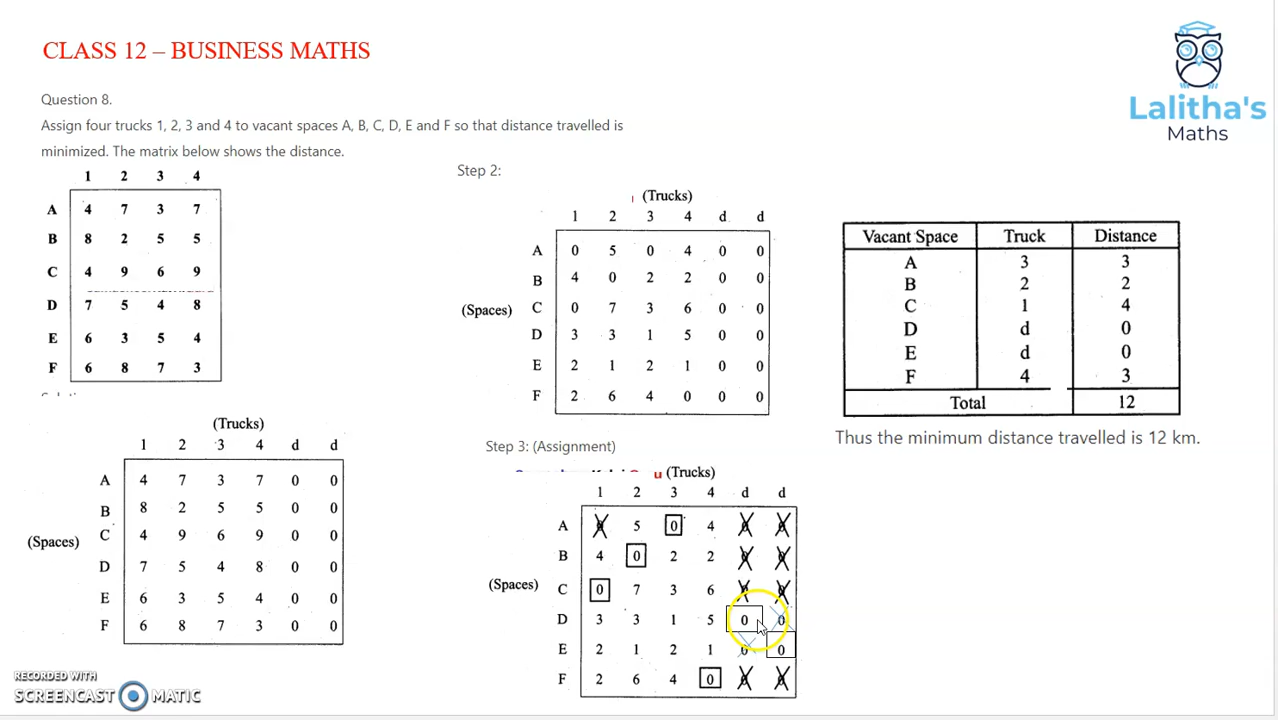 CLASS 12 – BUSINESS MATHS
Lalitha's
Maths
Question 8.
Assign four trucks 1, 2, 3 and 4 to vacant spaces A, B, C, D, E and F so that distance travelled is
minimized. The matrix below shows the distance.
1 2 3 4
A 4 7 3 7
B 8 2 5 5
C 4 9 6 9
D 7 5 4 8
E 6 3 5 4
F 6 8 7 3
(Trucks)
1 2 3 4 d d
A 4 7 3 7 0 0
B 8 2 5 5 0 0
(Spaces) C 4 9 6 9 0 0
D 7 5 4 8 0 0
E 6 3 5 4 0 0
F 6 8 7 3 0 0
Step 2:
(Trucks)
1 2 3 4 d d
A 0 5 0 4 0 0
B 4 0 2 2 0 0
(Spaces) C 0 7 3 6 0 0
D 3 3 1 5 0 0
E 2 1 2 1 0 0
F 2 6 4 0 0 0
Step 3: (Assignment)
(Trucks)
1 2 3 4 d d
A 0 5 0 4 0 0
B 4 0 2 2 0 0
(Spaces) C 0 7 3 6 0 0
D 3 3 1 5 0 0
E 2 1 2 1 0 0
F 2 6 4 0 0 0
Vacant Space Truck Distance
A 3 3
B 2 2
C 1 4
D d 0
E d 0
F 4 3
Total 12
Thus the minimum distance travelled is 12 km.
RECORDED WITH
SCREENCAST MATIC